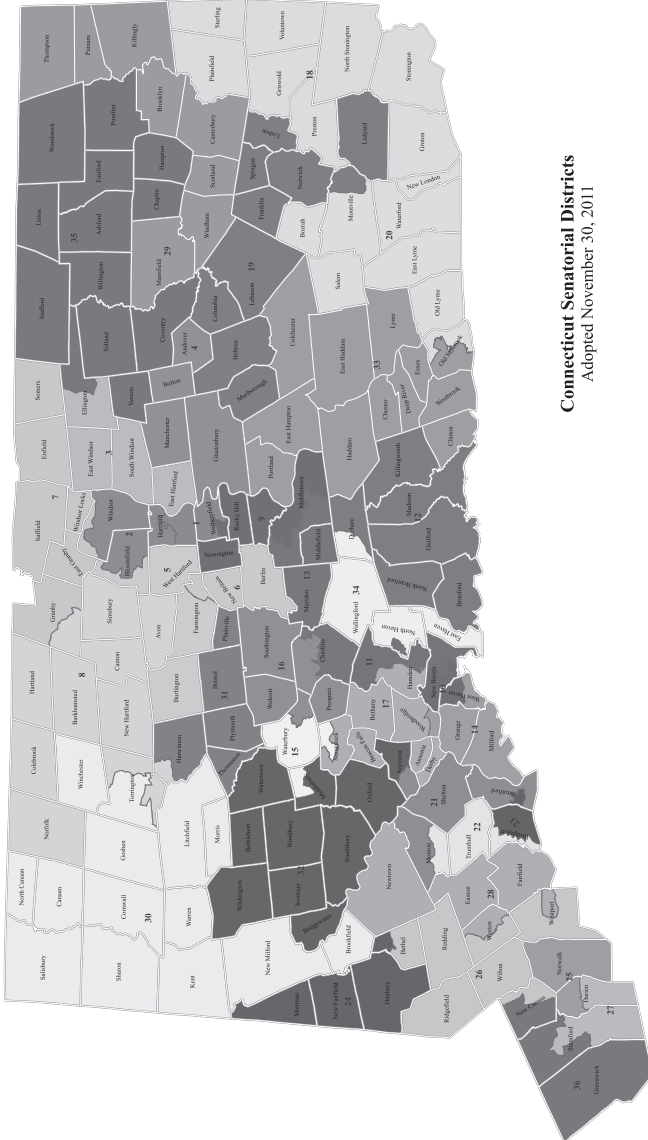 Salisbury
North Canaan
Canaan
Norfolk
Colebrook
Hartland
Granby
Suffield
7
Enfield
Somers
Stafford
Union
Woodstock
Thompson
Putnam
Killingly
East Granby
Windsor Locks
East Windsor
3
Ellington
35
Ashford
Eastford
Pomfret
Sharon
Cornwall
30
Goshen
Torrington
Winchester
Barkhamsted
8
New Hartford
Canton
Simsbury
Bloomfield
2
Windsor
South Windsor
Vernon
Tolland
Willington
Chaplin
Hampton
Brooklyn
Kent
Warren
Litchfield
Morris
Harwinton
Burlington
Avon
Farmington
West Hartford
5
Hartford
1
East Hartford
Manchester
Bolton
Coventry
Andover
4
Mansfield
29
Windham
Scotland
Canterbury
Plainfield
Sterling
New Milford
Washington
Bethlehem
Watertown
Thomaston
Plymouth
Bristol
31
Plainville
New Britain
6
Newington
Wethersfield
Rocky Hill
9
Glastonbury
Hebron
Columbia
Lebanon
19
Franklin
Sprague
Lisbon
Griswold
Voluntown
Sherman
New Fairfield
24
Danbury
Brookfield
Bridgewater
Roxbury
32
Woodbury
Southbury
Middlebury
Waterbury
15
Wolcott
Southington
16
Berlin
Meriden
13
Middlefield
Middletown
Portland
East Hampton
Marlborough
Colchester
Salem
Bozrah
Norwich
Preston
18
North Stonington
Newtown
Bethel
Oxford
Naugatuck
Beacon Falls
Prospect
Cheshire
Wallingford
34
Durham
Haddam
East Haddam
Montville
Ledyard
Ridgefield
Redding
Monroe
Seymour
Ansonia
Derby
Bethany
17
Woodbridge
Hamden
11
North Haven
North Branford
Guilford
Madison
12
Killingworth
Chester
Deep River
Essex
33
Lyme
East Lyme
Waterford
20
New London
Groton
Stonington
26
Wilton
Weston
Easton
28
Trumbull
22
Shelton
21
Orange
14
Milford
West Haven
New Haven
East Haven
Branford
Clinton
Westbrook
Old Saybrook
Old Lyme
Fairfield
Bridgeport
23
Stratford
Westport
Norwalk
25
New Canaan
Darien
27
Stamford
36
Greenwich
Connecticut Senatorial Districts
Adopted November 30, 2011